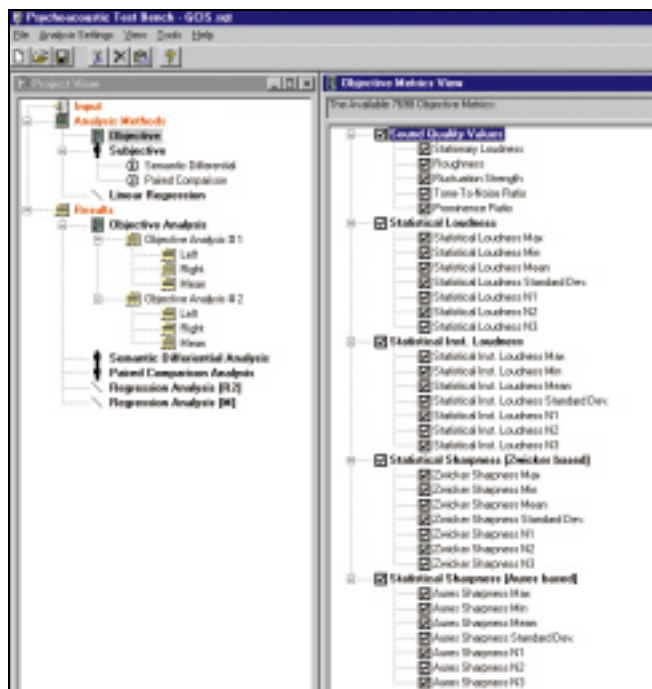 Psychoacoustic Test Bench - GOS.spt
File Analysis Settings View Tools Help
Project View
Input
Analysis Methods
Objective
Subjective
Semantic Differential
Paired Comparison
Linear Regression
Results
Objective Analysis
Objective Analysis # 1
Left
Right
Mean
Objective Analysis # 2
Left
Right
Mean
Semantic Differential Analysis
Paired Comparison Analysis
Regression Analysis [R2]
Regression Analysis [M]
Objective Metrics View
The Available 7698 Objective Metrics:
Sound Quality Values
Stationary Loudness
Roughness
Fluctuation Strength
Tone-To-Noise Ratio
Prominence Ratio
Statistical Loudness
Statistical Loudness Max
Statistical Loudness Min
Statistical Loudness Mean
Statistical Loudness Standard Dev.
Statistical Loudness N1
Statistical Loudness N2
Statistical Loudness N3
Statistical Inst. Loudness
Statistical Inst. Loudness Max
Statistical Inst. Loudness Min
Statistical Inst. Loudness Mean
Statistical Inst. Loudness Standard Dev.
Statistical Inst. Loudness N1
Statistical Inst. Loudness N2
Statistical Inst. Loudness N3
Statistical Sharpness [Zwicker based]
Zwicker Sharpness Max
Zwicker Sharpness Min
Zwicker Sharpness Mean
Zwicker Sharpness Standard Dev.
Zwicker Sharpness N1
Zwicker Sharpness N2
Zwicker Sharpness N3
Statistical Sharpness [Aures based]
Aures Sharpness Max
Aures Sharpness Min
Aures Sharpness Mean
Aures Sharpness Standard Dev.
Aures Sharpness N1
Aures Sharpness N2
Aures Sharpness N3